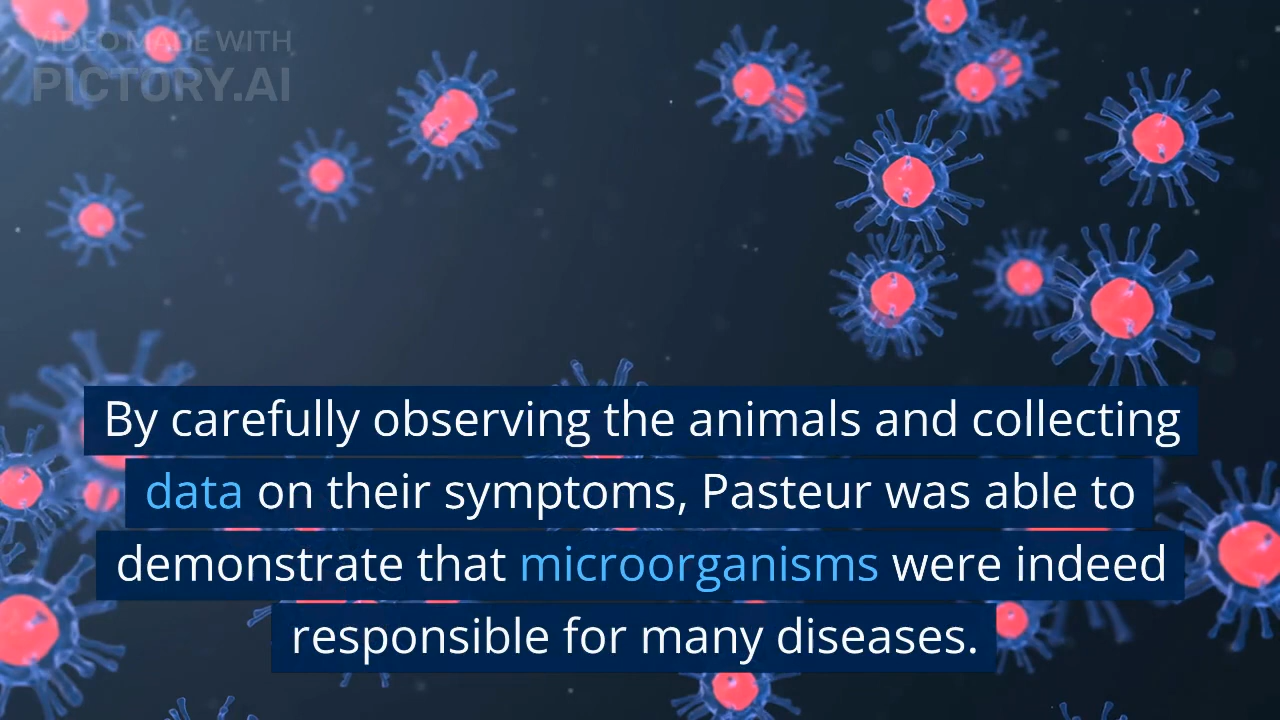 VIDEO MADE WITH
PICTORY.AI
By carefully observing the animals and collecting
data on their symptoms, Pasteur was able to
demonstrate that microorganisms were indeed
responsible for many diseases.